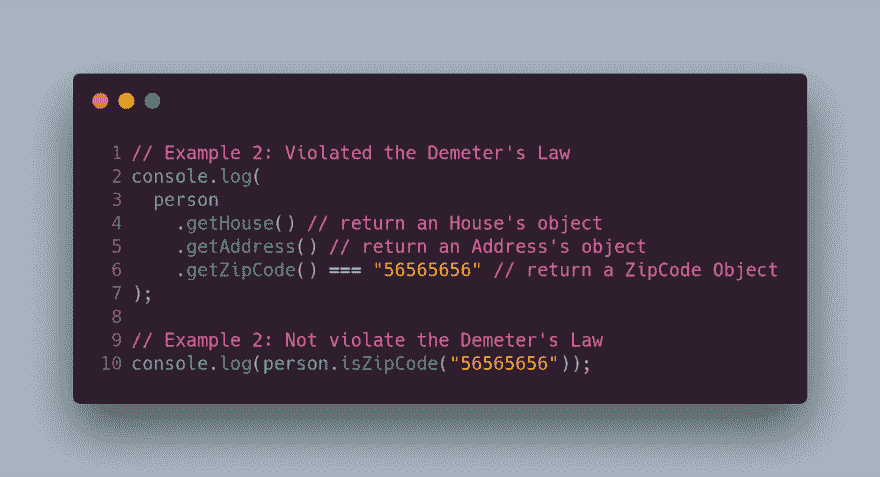 1 // Example 2: Violated the Demeter's Law
2 console.log(
3   person
4     .getHouse() // return an House's object
5     .getAddress() // return an Address's object
6     .getZipCode() === "56565656" // return a ZipCode Object
7 );
8
9 // Example 2: Not violate the Demeter's Law
10 console.log(person.isZipCode("56565656"));